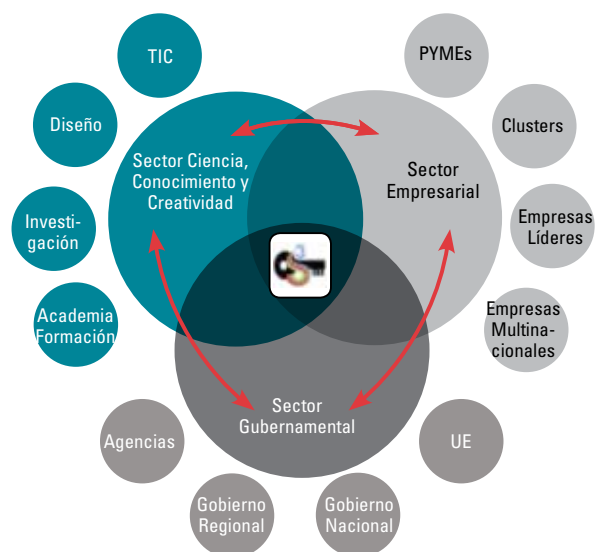 TIC
PYMEs
Diseño
Clusters
Sector Ciencia,
Conocimiento y
Creatividad
Sector
Empresarial
Investi-
gación
Empresas
Líderes
Academia
Formación
Empresas
Multina-
cionales
Sector
Gubernamental
Agencias
UE
Gobierno
Regional
Gobierno
Nacional